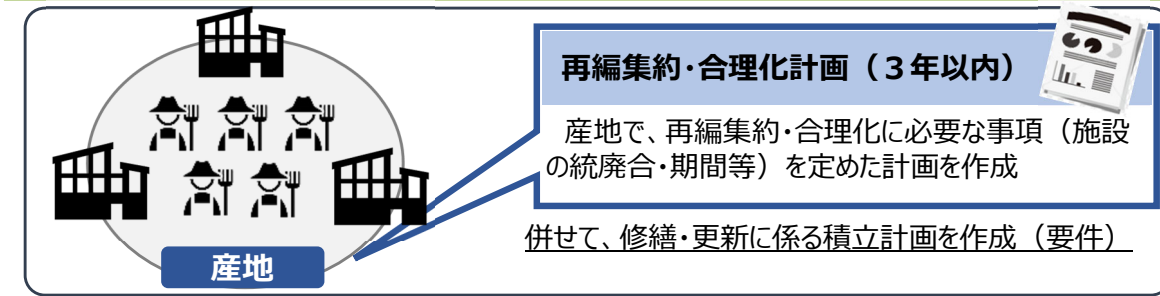 再編集約・合理化計画（３年以内）
産地で、再編集約・合理化に必要な事項（施設
の統廃合・期間等）を定めた計画を作成
併せて、修繕・更新に係る積立計画を作成（要件）
産地